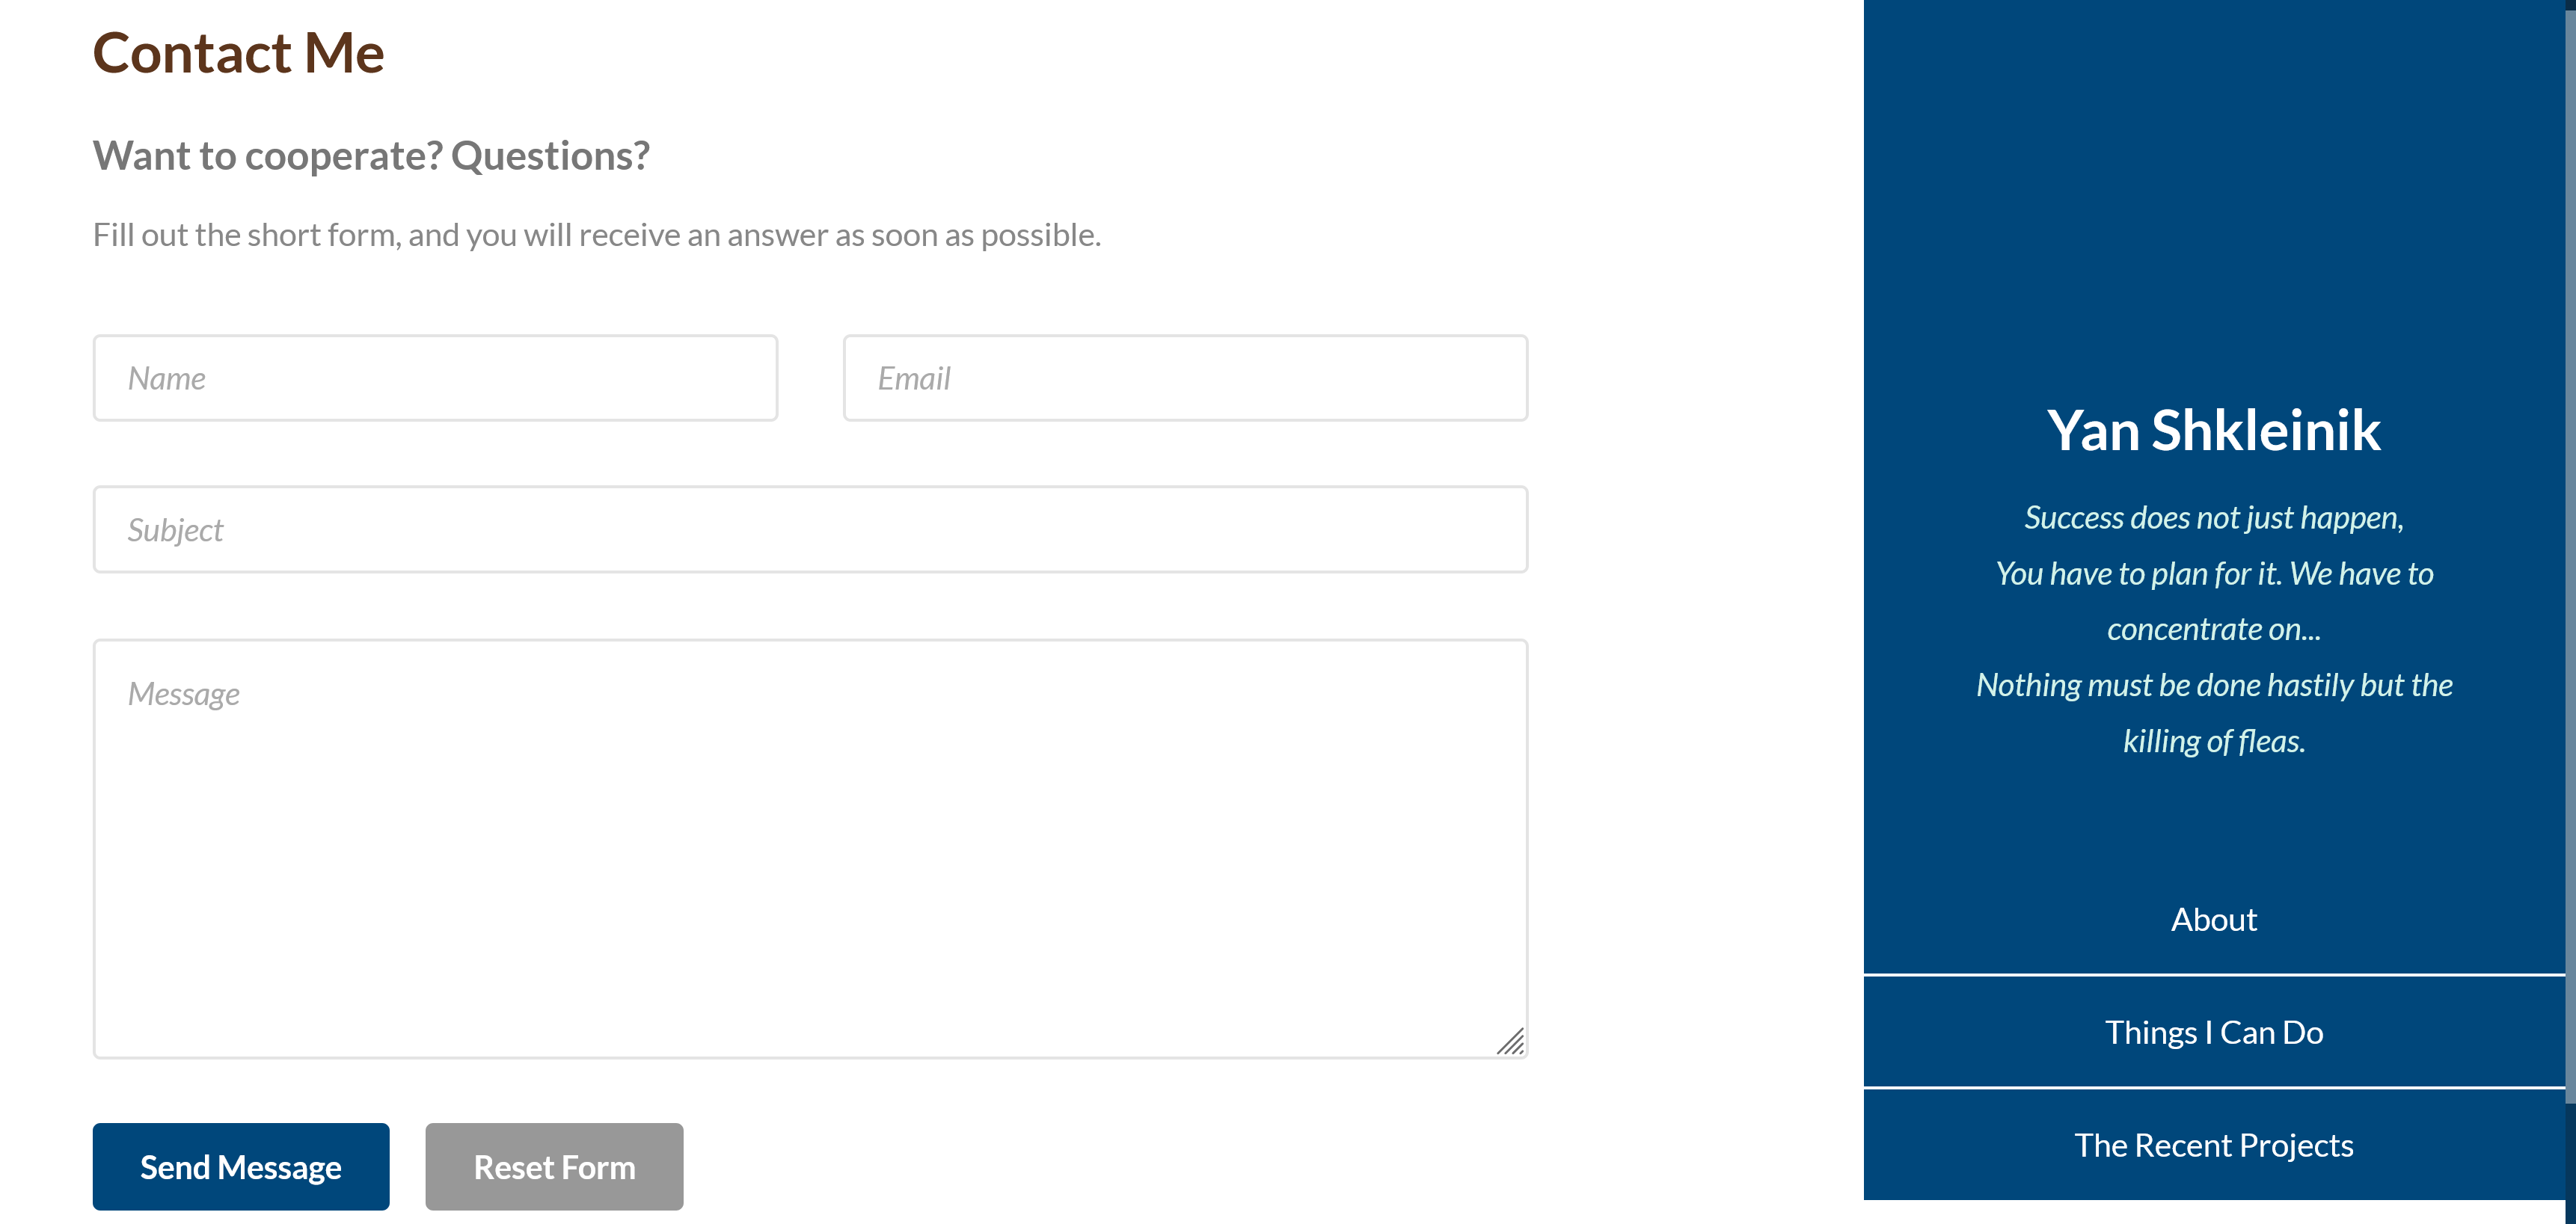 Contact Me
Want to cooperate? Questions?
Fill out the short form, and you will receive an answer as soon as possible.
Name
Email
Subject
Message
Send Message
Reset Form
Yan Shkleinik
Success does not just happen,
You have to plan for it. We have to
concentrate on...
Nothing must be done hastily but the
killing of fleas.
About
Things I Can Do
The Recent Projects